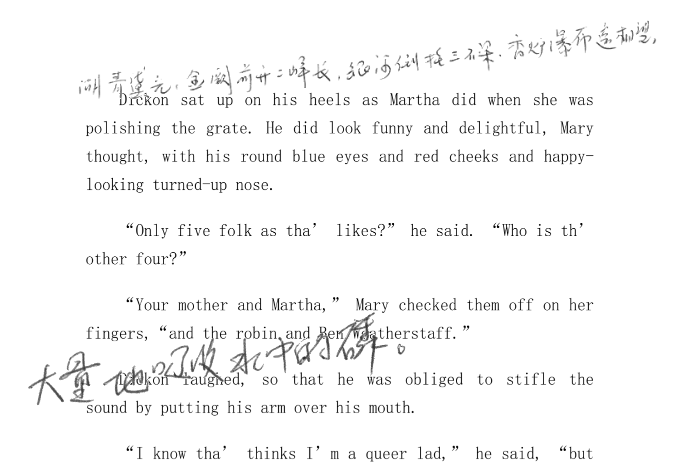 湖青黛光,金阙前开二峰长,银河倒挂三石梁.香炉瀑布遥相望,
Dickon sat up on his heels as Martha did when she was
polishing the grate. He did look funny and delightful, Mary
thought, with his round blue eyes and red cheeks and happy-
looking turned-up nose.
“Only five folk as tha’ likes?” he said. “Who is th’
other four?”
“Your mother and Martha,” Mary checked them off on her
fingers, “and the robin and Ben Weatherstaff.”
大量地吸收水中的磷。
Dickon laughed, so that he was obliged to stifle the
sound by putting his arm over his mouth.
“I know tha’ thinks I’m a queer lad,” he said, “but